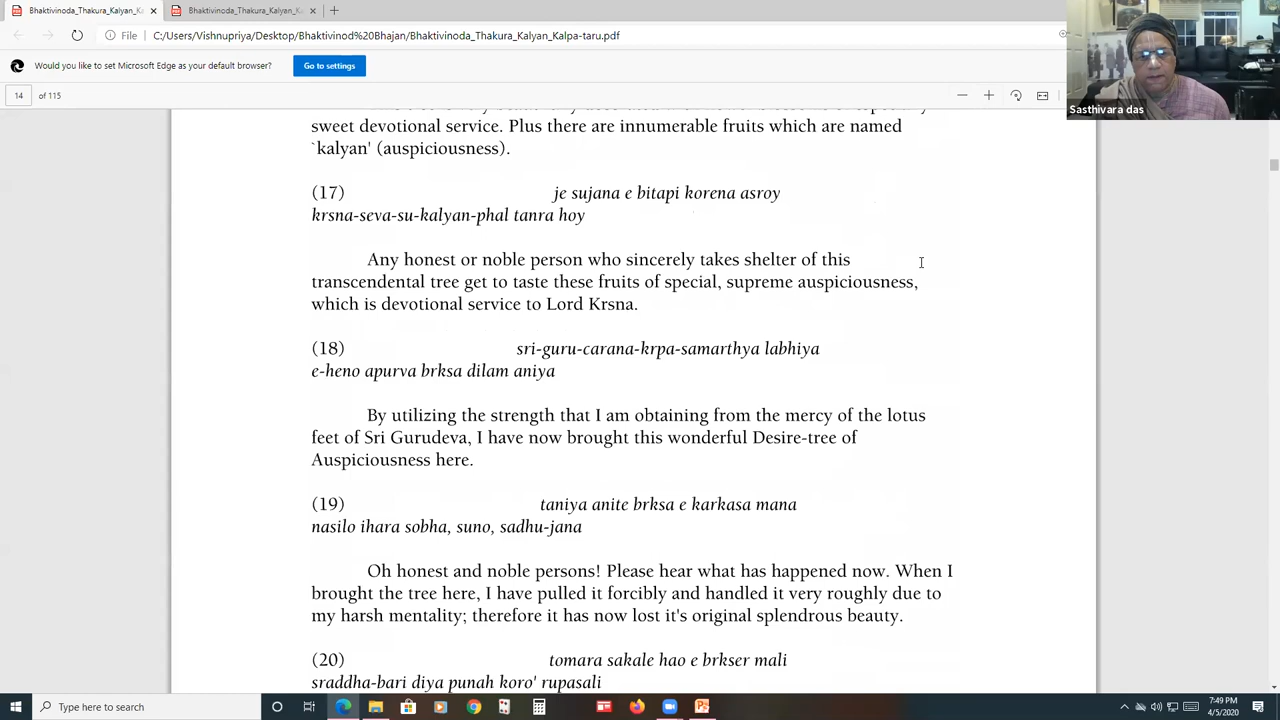 Bhaktivinoda_Thakura_Kalyan_Ka
Bhaktivinoda_Thakura_Kalyan_K
File
C:/Users/Vishnupriya/Desktop/Bhaktivinod%20Bhajan/Bhaktivinoda_Thakura_Kalyan_Kalpa-taru.pdf
Would you like to set Microsoft Edge as your default browser?
Go to settings
14 of 115
Sasthivara das
sweet devotional service. Plus there are innumerable fruits which are named
`kalyan' (auspiciousness).
(17) je sujana e bitapi korena asroy
krsna-seva-su-kalyan-phal tanra hoy
Any honest or noble person who sincerely takes shelter of this
transcendental tree get to taste these fruits of special, supreme auspiciousness,
which is devotional service to Lord Krsna.
(18) sri-guru-carana-krpa-samarthya labhiya
e-heno apurva brksa dilam aniya
By utilizing the strength that I am obtaining from the mercy of the lotus
feet of Sri Gurudeva, I have now brought this wonderful Desire-tree of
Auspiciousness here.
(19) taniya anite brksa e karkasa mana
nasilo ihara sobha, suno, sadhu-jana
Oh honest and noble persons! Please hear what has happened now. When I
brought the tree here, I have pulled it forcibly and handled it very roughly due to
my harsh mentality; therefore it has now lost it's original splendrous beauty.
(20) tomara sakale hao e brkser mali
sraddha-bari diya punah koro' rupasali
Type here to search
7:49 PM
4/5/2020